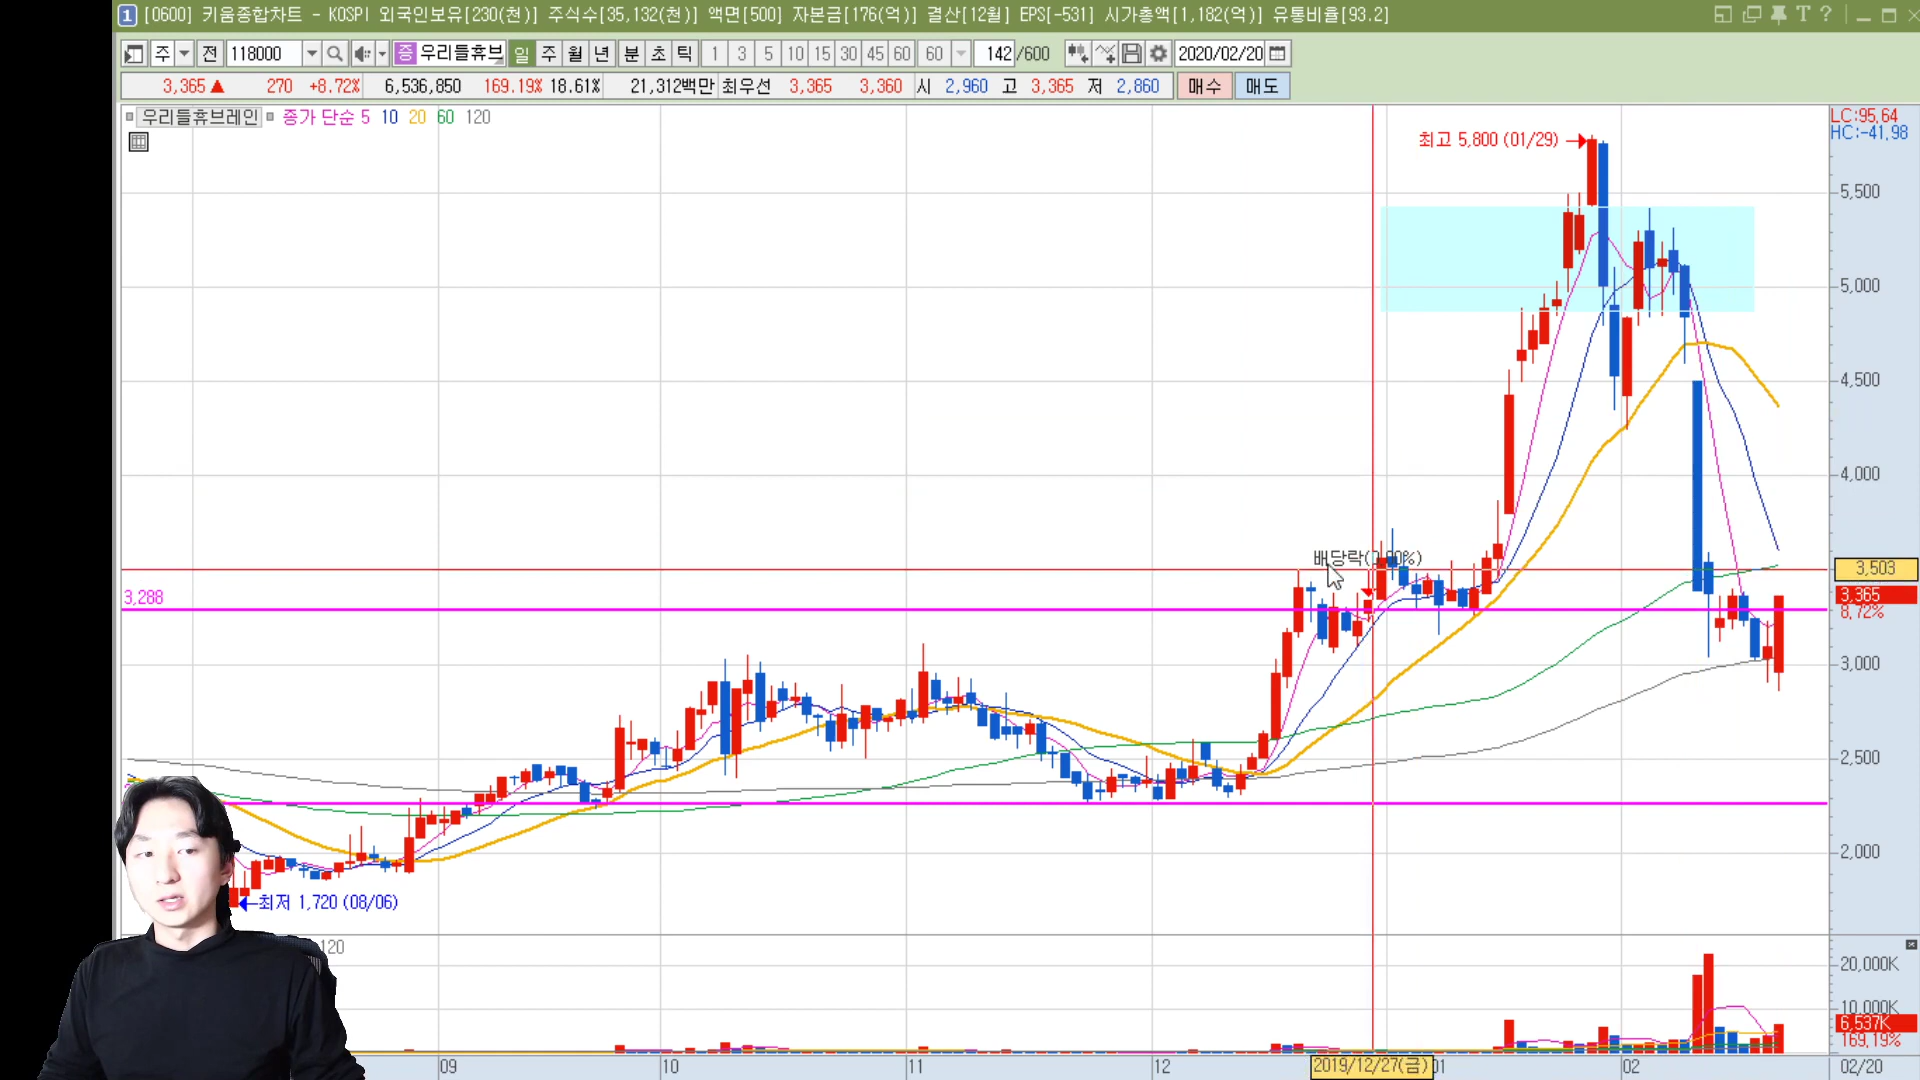 1 [0600] 키움종합차트 - KOSPI 외국인보유[230(천)] 주식수[35,132(천)] 액면[500] 자본금[176(억)] 결산[12월] EPS[-531] 시가총액[1,182(억)] 유통비율[93.2] T ?
주 전 118000 증 우리들휴브 일 주 월 년 분 초 틱 1 3 5 10 15 30 45 60 60 142 /600 2020/02/20
3,365 ▲ 270 +8.72% 6,536,850 169.19% 18.61% 21,312백만 최우선 3,365 3,360 시 2,960 고 3,365 저 2,860 매수 매도
우리들휴브레인 종가 단순 5 10 20 60 120
LC:95.64
HC:-41.98
최고 5,800 (01/29)
5,500
5,000
4,500
4,000
배당락(0.00%)
3,503
3,288
3,365
8.72%
3,000
2,500
2,000
최저 1,720 (08/06)
120
20,000K
10,000K
6,537K
169.19%
09 10 11 12 2019/12/27(금) 01 02 02/20